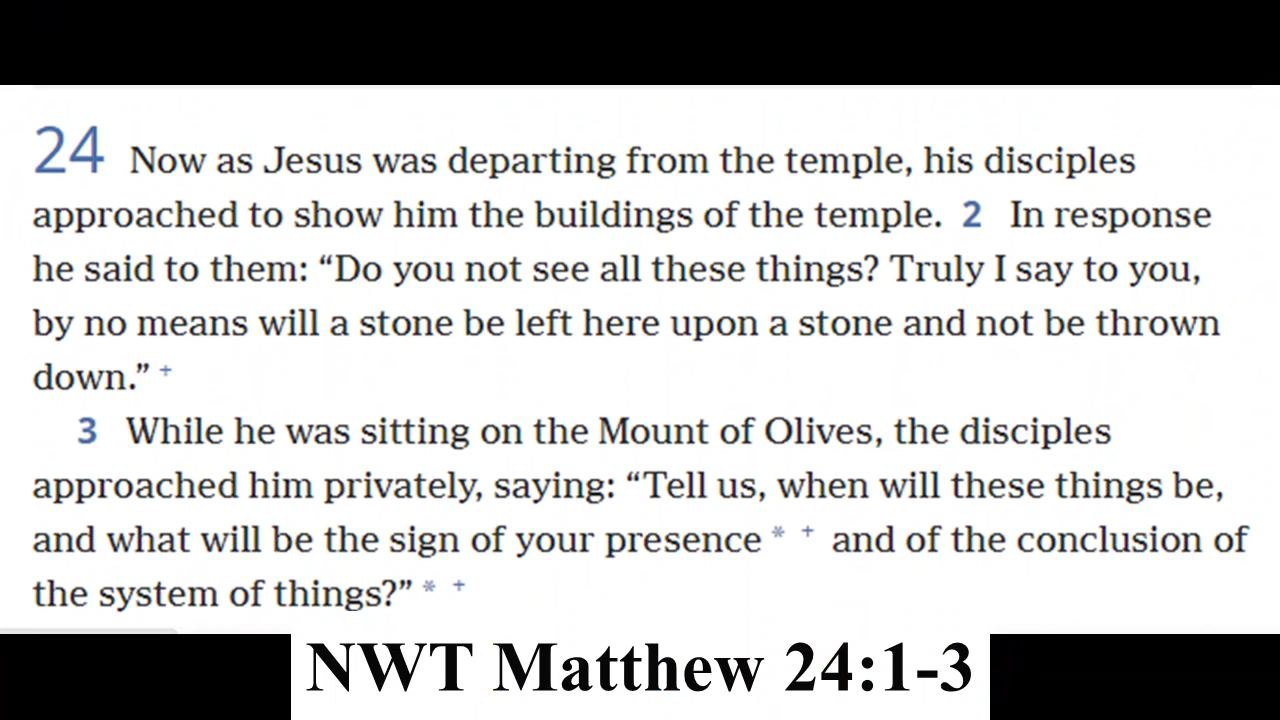 24 Now as Jesus was departing from the temple, his disciples
approached to show him the buildings of the temple. 2 In response
he said to them: “Do you not see all these things? Truly I say to you,
by no means will a stone be left here upon a stone and not be thrown
down.” +
3 While he was sitting on the Mount of Olives, the disciples
approached him privately, saying: “Tell us, when will these things be,
and what will be the sign of your presence * + and of the conclusion of
the system of things?” * +
NWT Matthew 24:1-3